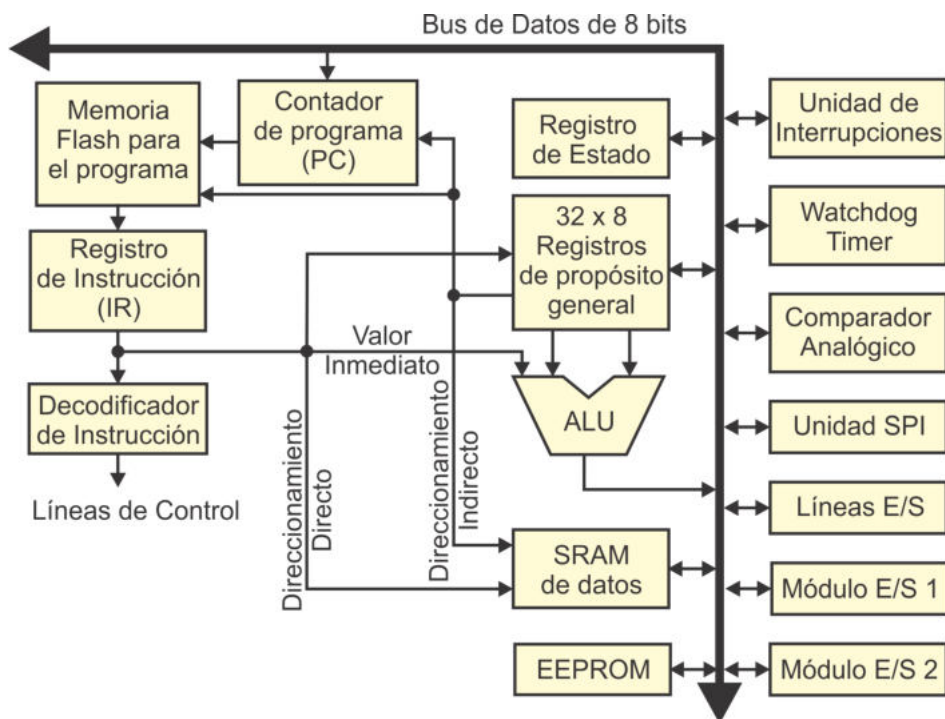 Bus de Datos de 8 bits
Memoria
Flash para
el programa
Contador
de programa
(PC)
Registro
de Estado
Unidad de
Interrupciones
Registro
de Instrucción
(IR)
32 x 8
Registros
de propósito
general
Watchdog
Timer
Valor
Inmediato
Comparador
Analógico
Decodificador
de Instrucción
ALU
Unidad SPI
Líneas de Control
Direccionamiento
Directo
Direccionamiento
Indirecto
Líneas E/S
SRAM
de datos
Módulo E/S 1
EEPROM
Módulo E/S 2